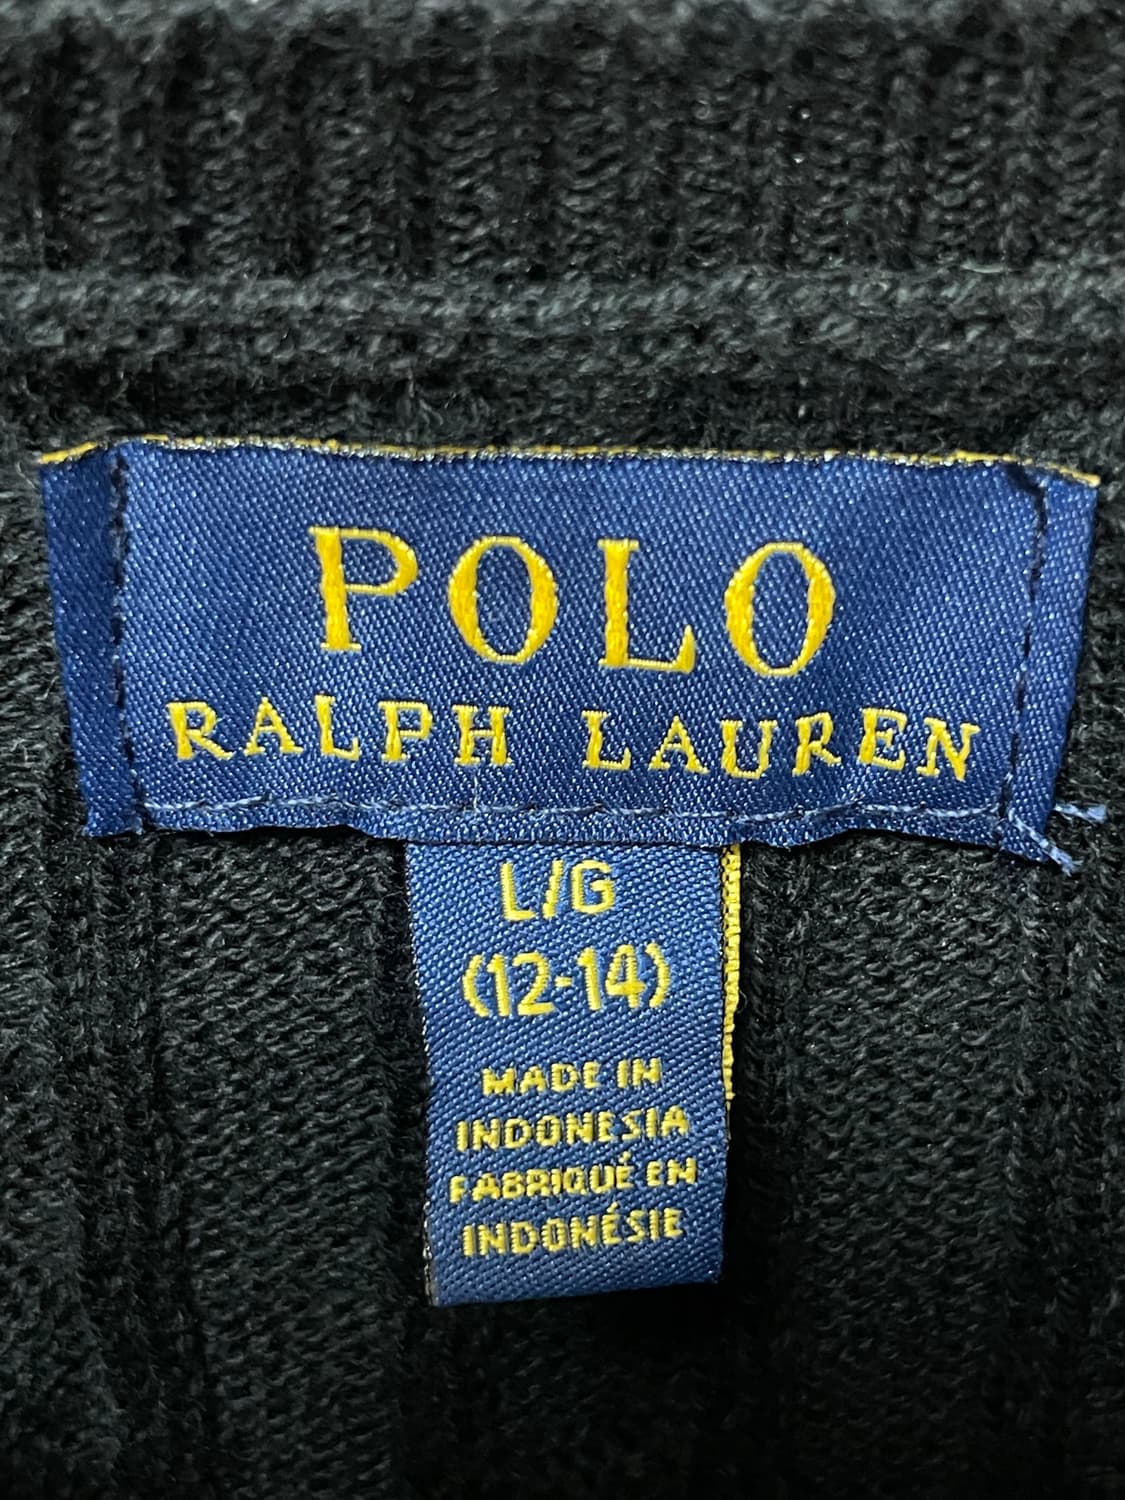 POLO
RALPH LAUREN
L/G
(12-14)
MADE IN
INDONESIA
FABRIQUÉ EN
INDONÉSIE